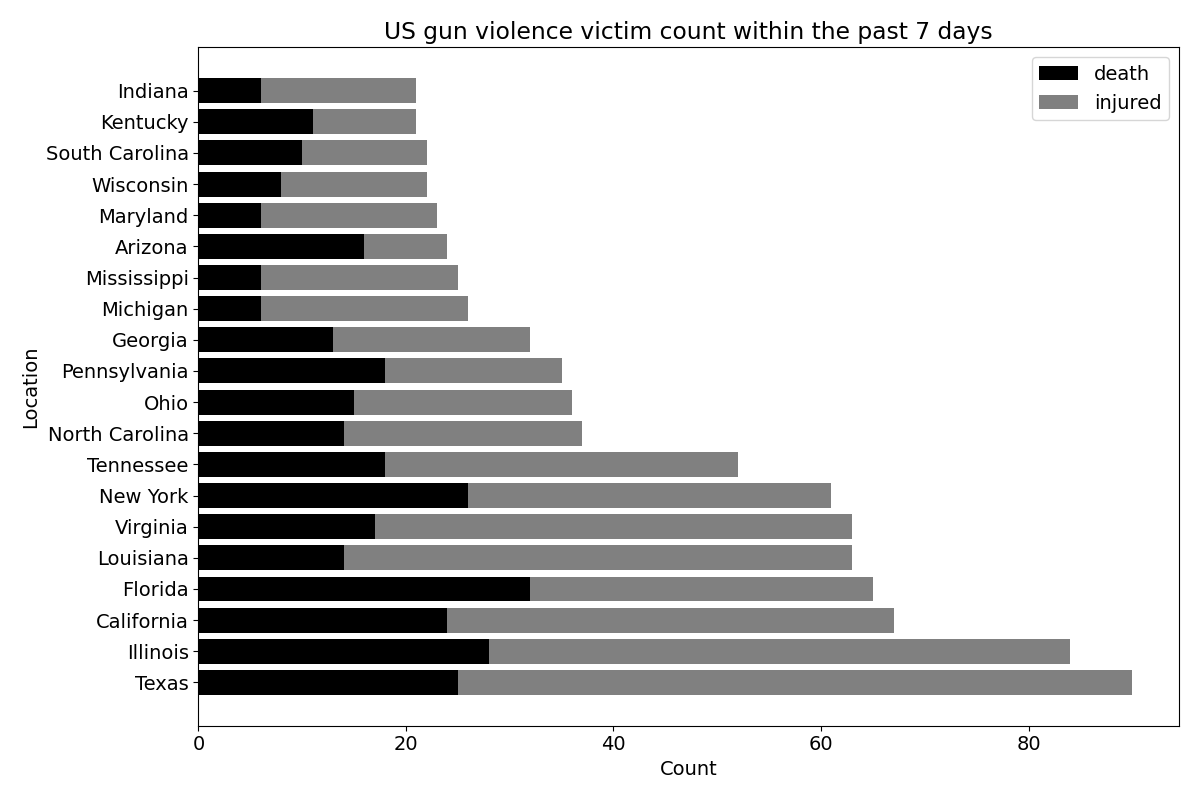 US gun violence victim count within the past 7 days
death
injured
Indiana
Kentucky
South Carolina
Wisconsin
Maryland
Arizona
Mississippi
Michigan
Georgia
Pennsylvania
Ohio
North Carolina
Tennessee
New York
Virginia
Louisiana
Florida
California
Illinois
Texas
Location
0 20 40 60 80
Count